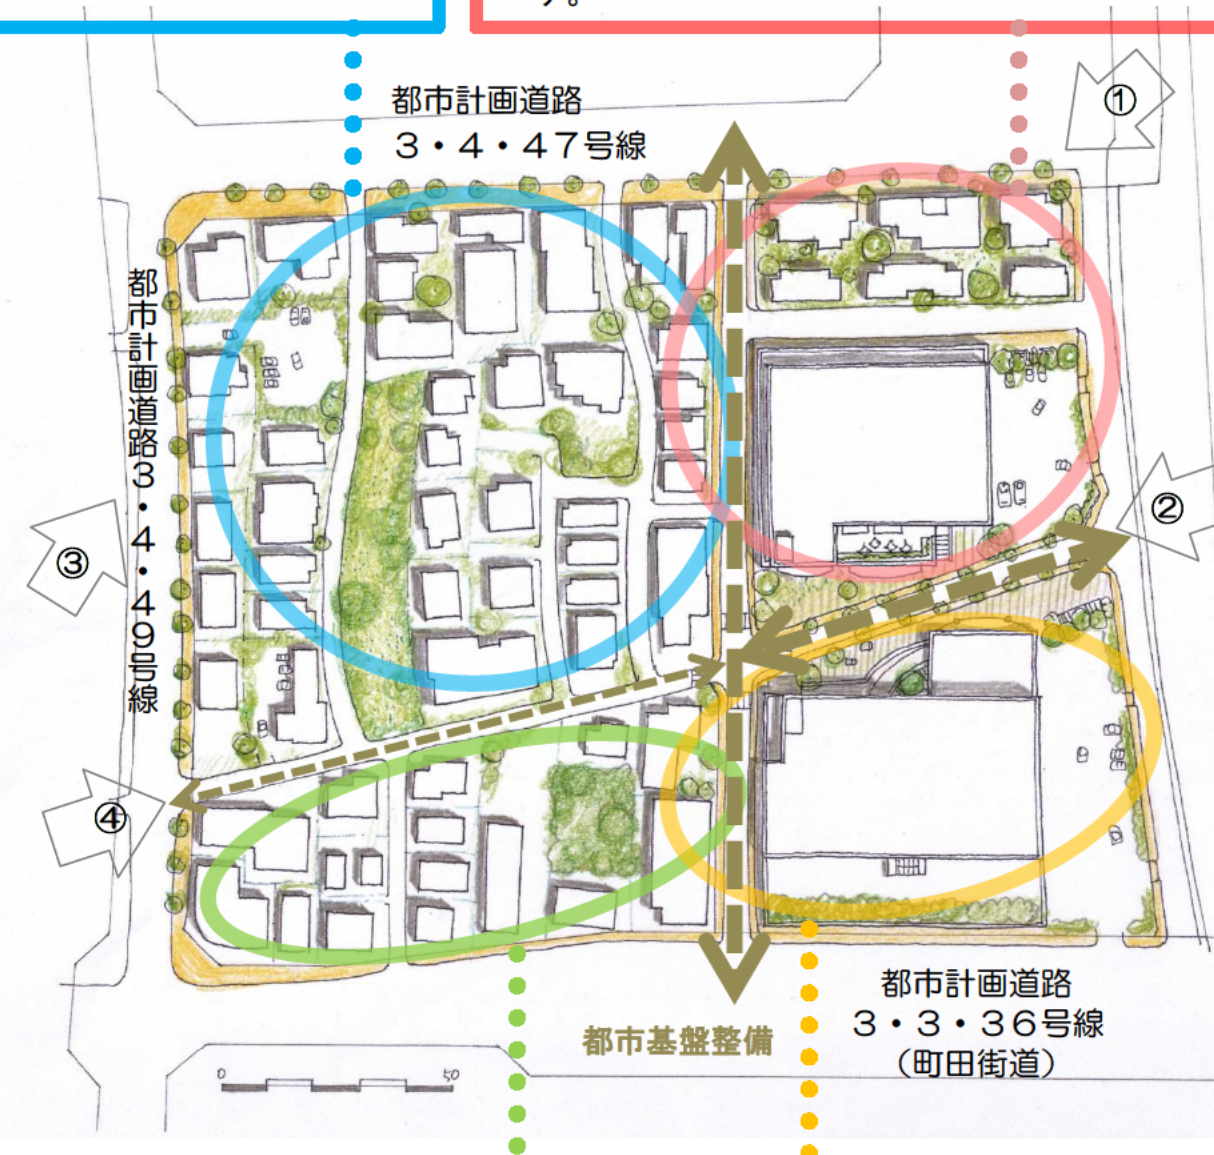 す。
都市計画道路
３・４・４７号線
①
都市計画道路３・４・４９号線
②
③
④
都市計画道路
３・３・３６号線
（町田街道）
都市基盤整備
0 50